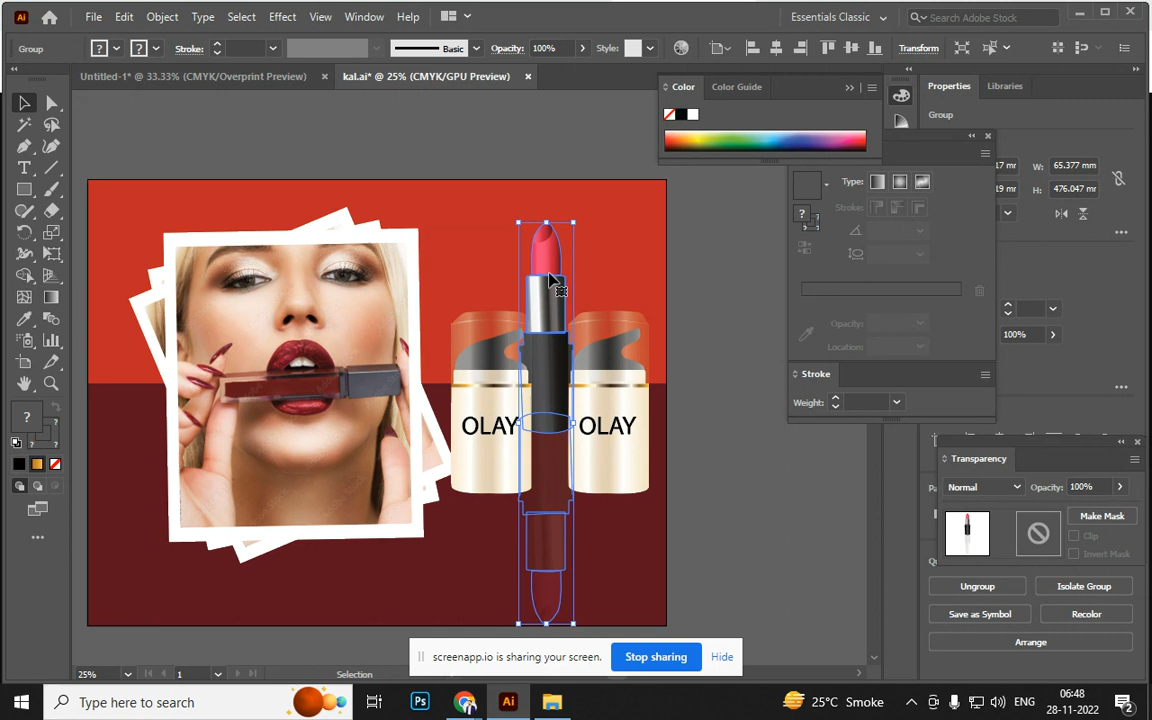 Ai File Edit Object Type Select Effect View Window Help Essentials Classic Search Adobe Stock
Group ? ? Stroke: Basic Opacity: 100% Style: Transform
Untitled-1* @ 33.33% (CMYK/Overprint Preview) × kal.ai* @ 25% (CMYK/GPU Preview) ×
Color Color Guide
Properties Libraries
Group
W: 65.377 mm
H: 476.047 mm
Type:
Stroke:
?
100%
Opacity:
Location:
Stroke
Weight:
OLAY OLAY
?
Transparency
Normal Opacity: 100%
Make Mask
Clip
Invert Mask
Ungroup Isolate Group
Save as Symbol Recolor
Arrange
screenapp.io is sharing your screen. Stop sharing Hide
25% 1 Selection
Type here to search Ps Ai 25°C Smoke ENG 06:48
28-11-2022 2